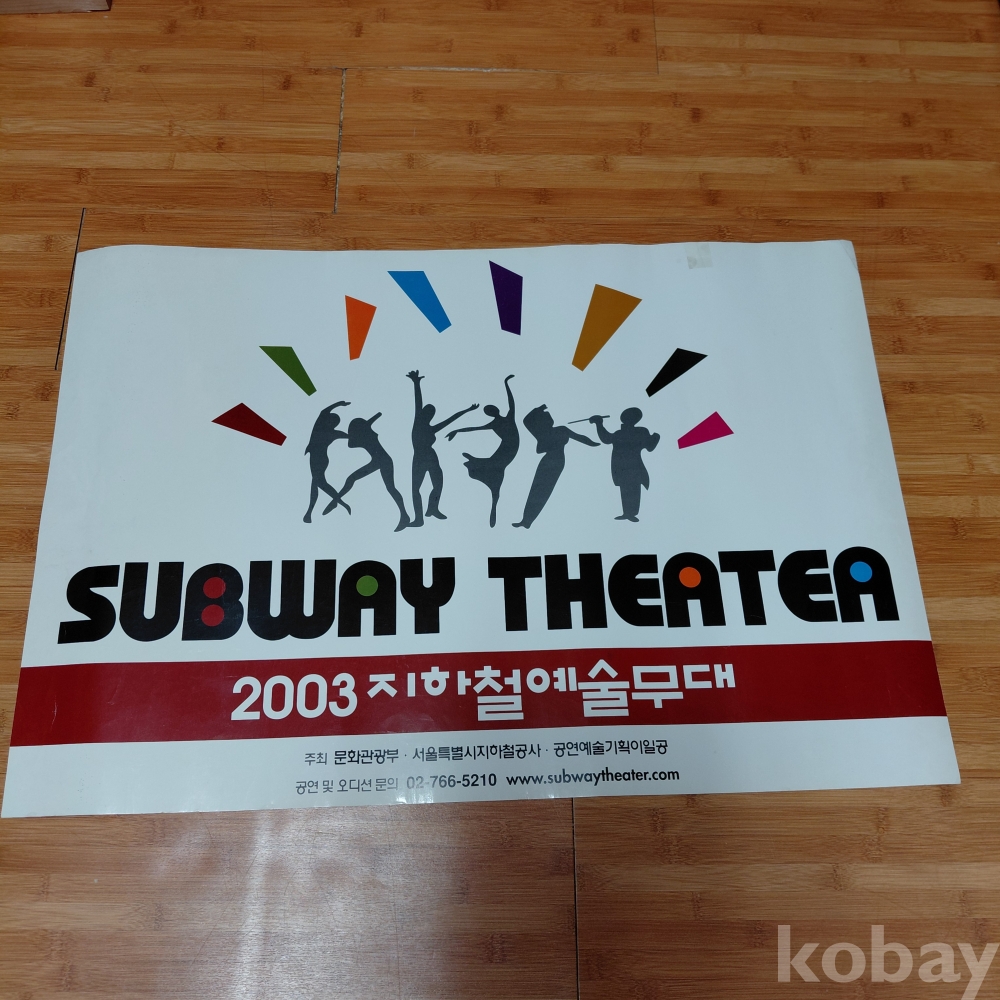 SUBWAY THEATER
2003 지하철예술무대
주최 문화관광부 · 서울특별시지하철공사 · 공연예술기획이일공
공연 및 오디션 문의 02-766-5210 www.subwaytheater.com
kobay